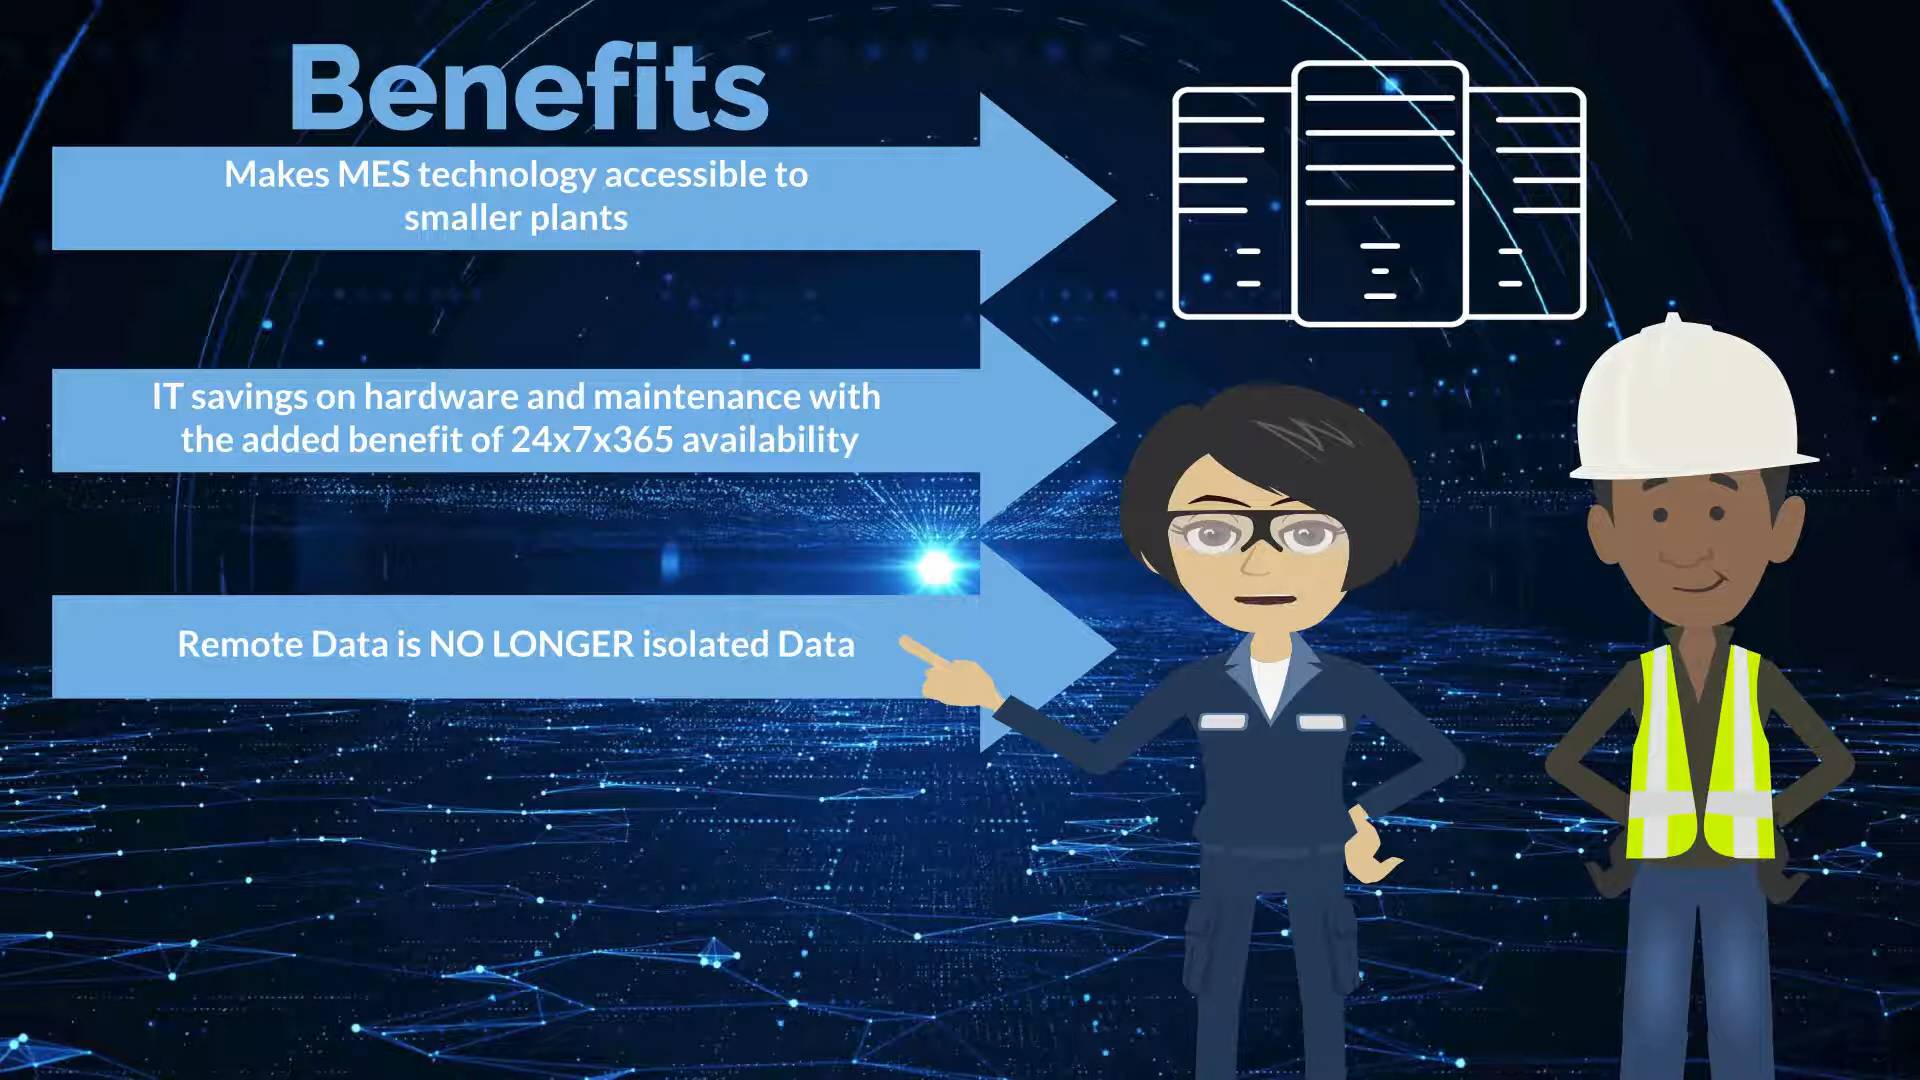 Benefits
Makes MES technology accessible to
smaller plants
IT savings on hardware and maintenance with
the added benefit of 24x7x365 availability
Remote Data is NO LONGER isolated Data